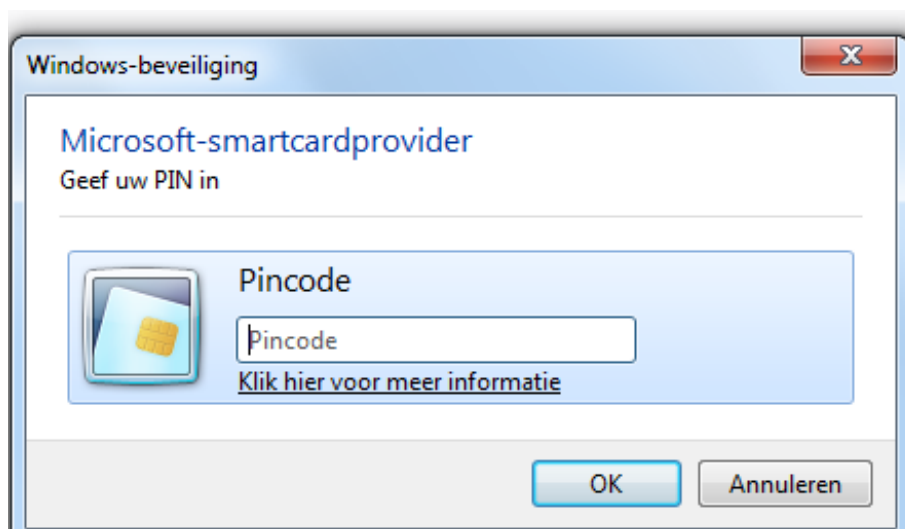 Windows-beveiliging
Microsoft-smartcardprovider
Geef uw PIN in
Pincode
Pincode
Klik hier voor meer informatie
OK
Annuleren